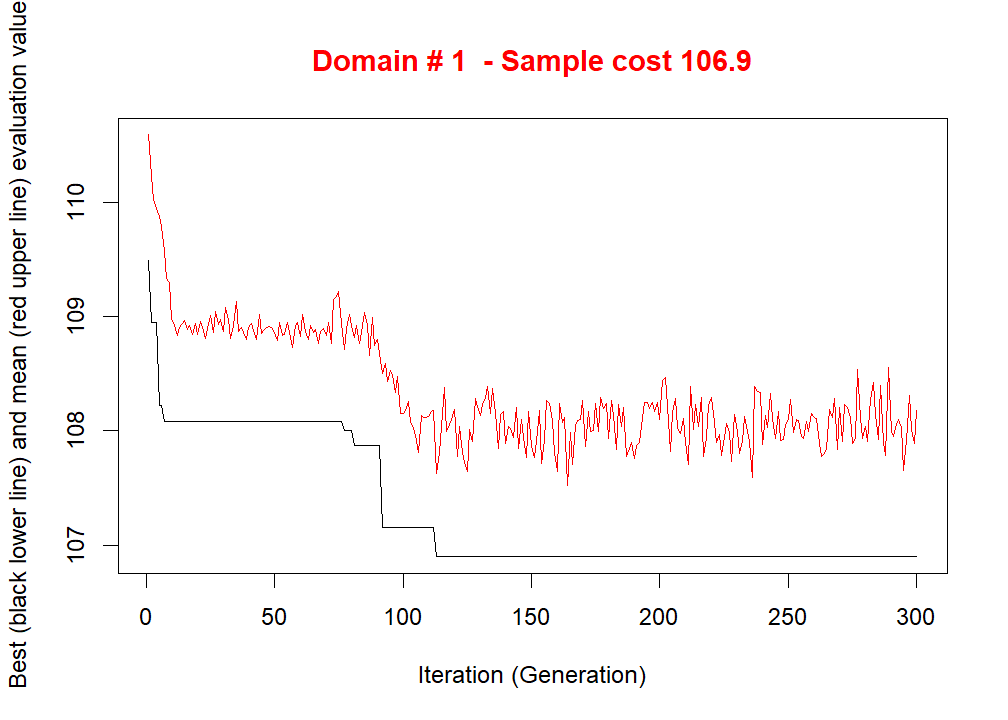 Domain # 1  - Sample cost 106.9
Best (black lower line) and mean (red upper line) evaluation value
110
109
108
107
0 50 100 150 200 250 300
Iteration (Generation)